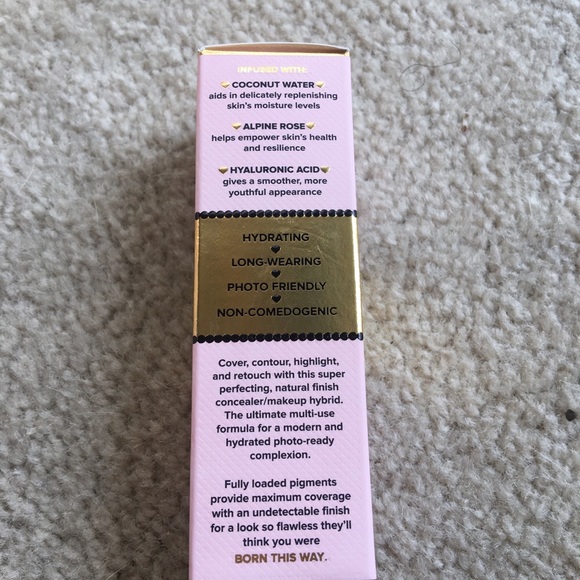 INFUSED WITH:
COCONUT WATER
aids in delicately replenishing
skin's moisture levels
ALPINE ROSE
helps empower skin's health
and resilience
HYALURONIC ACID
gives a smoother, more
youthful appearance
HYDRATING
LONG-WEARING
PHOTO FRIENDLY
NON-COMEDOGENIC
Cover, contour, highlight,
and retouch with this super
perfecting, natural finish
concealer/makeup hybrid.
The ultimate multi-use
formula for a modern and
hydrated photo-ready
complexion.
Fully loaded pigments
provide maximum coverage
with an undetectable finish
for a look so flawless they'll
think you were
BORN THIS WAY.